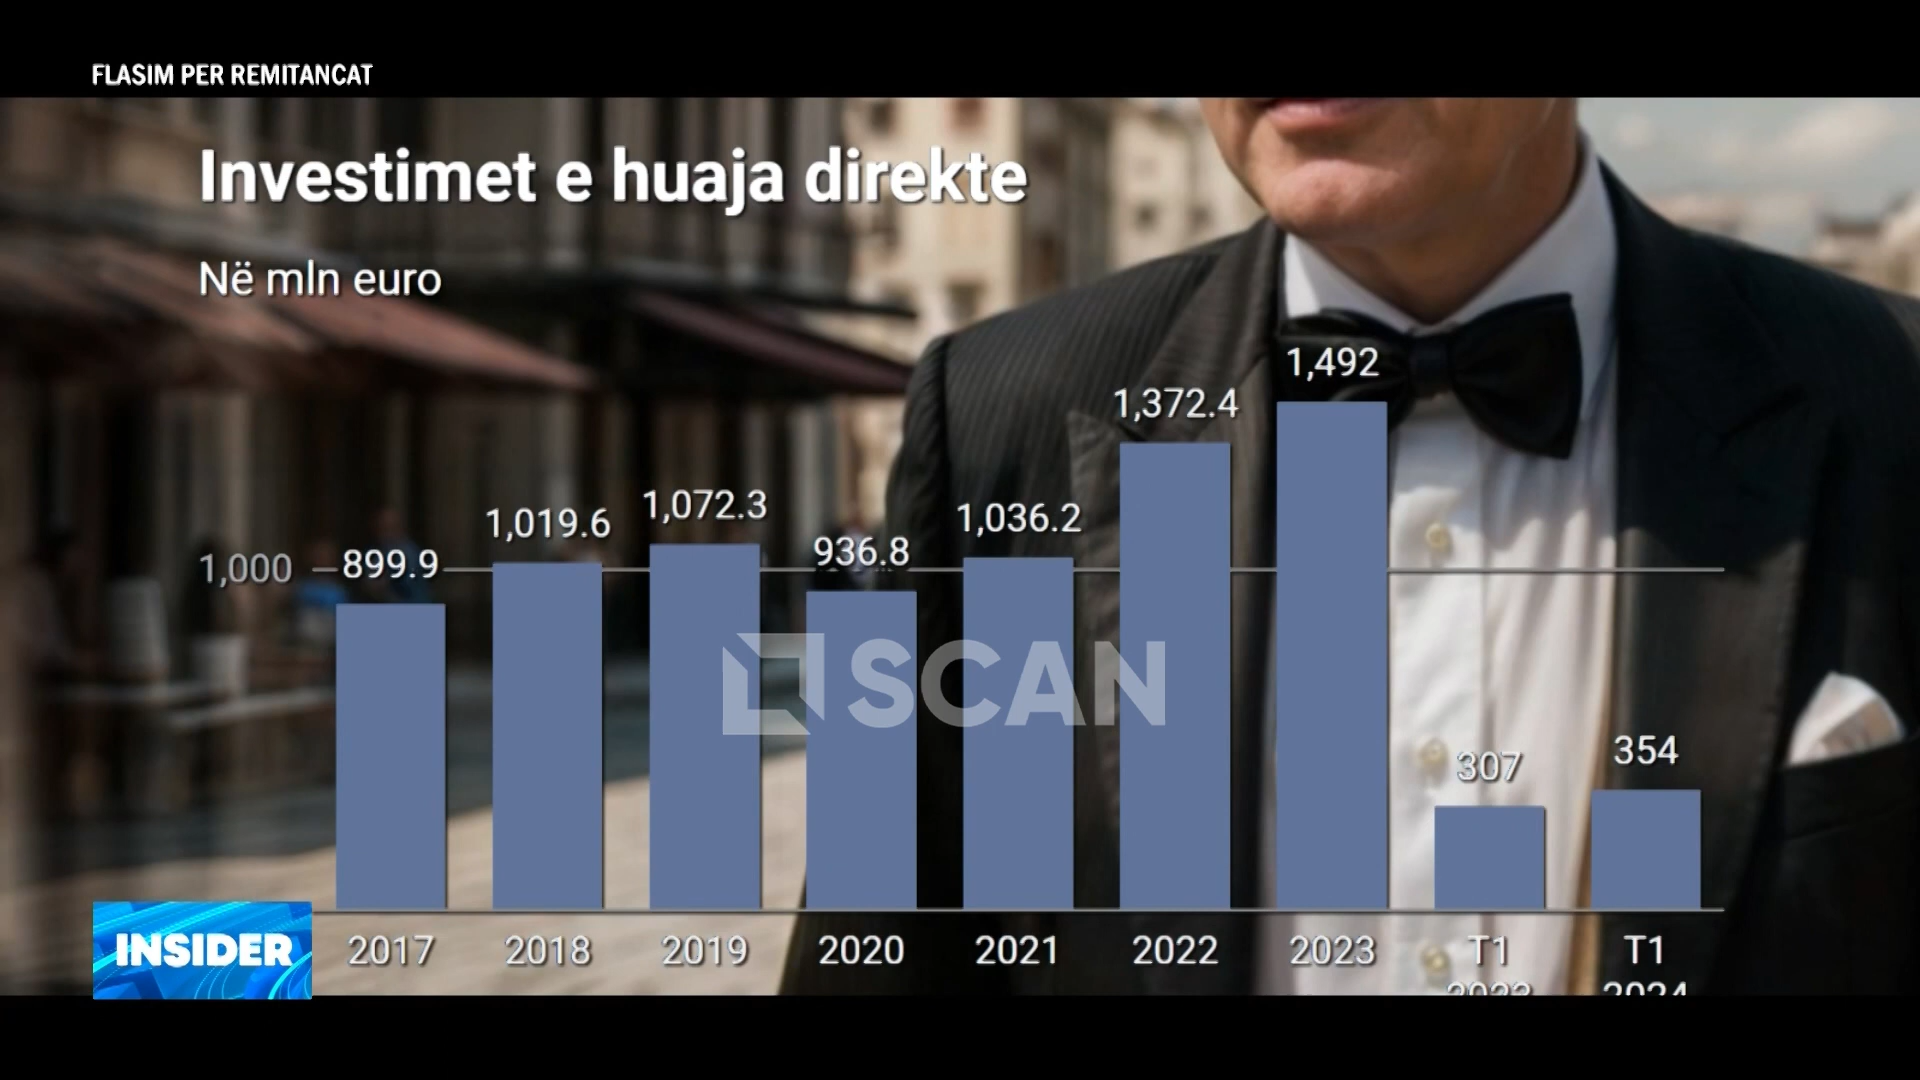 FLASIM PER REMITANCAT
Investimet e huaja direkte
Në mln euro
1,492
1,372.4
1,072.3
1,019.6
1,036.2
936.8
1,000
899.9
SCAN
354
307
INSIDER
2017 2018 2019 2020 2021 2022 2023 T1 T1
2023 2024